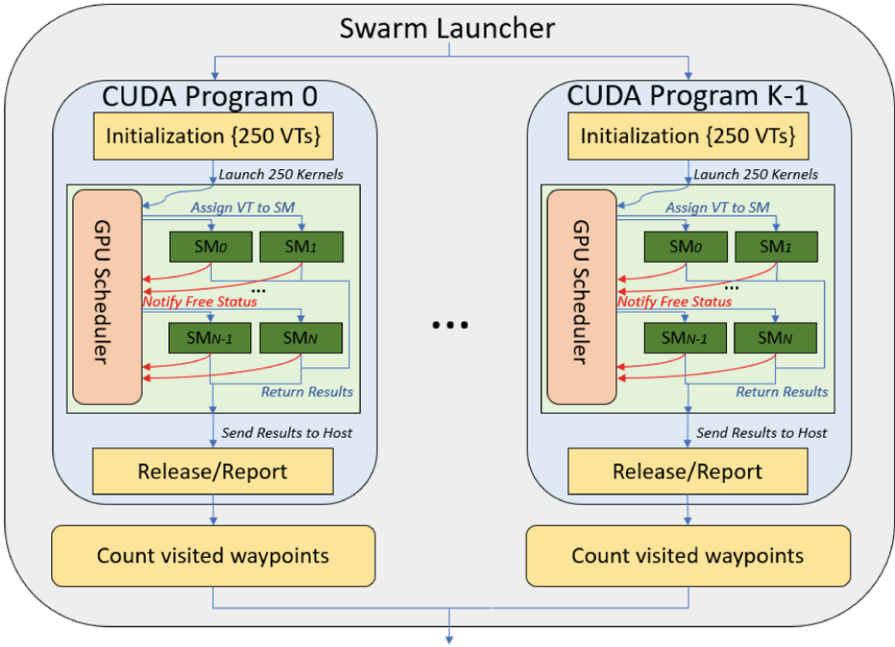 Swarm Launcher
CUDA Program 0
Initialization {250 VTs}
Launch 250 Kernels
GPU Scheduler
Assign VT to SM
SM0
SM1
...
Notify Free Status
SMN-1
SMN
Return Results
Send Results to Host
Release/Report
Count visited waypoints
...
CUDA Program K-1
Initialization {250 VTs}
Launch 250 Kernels
GPU Scheduler
Assign VT to SM
SM0
SM1
...
Notify Free Status
SMN-1
SMN
Return Results
Send Results to Host
Release/Report
Count visited waypoints